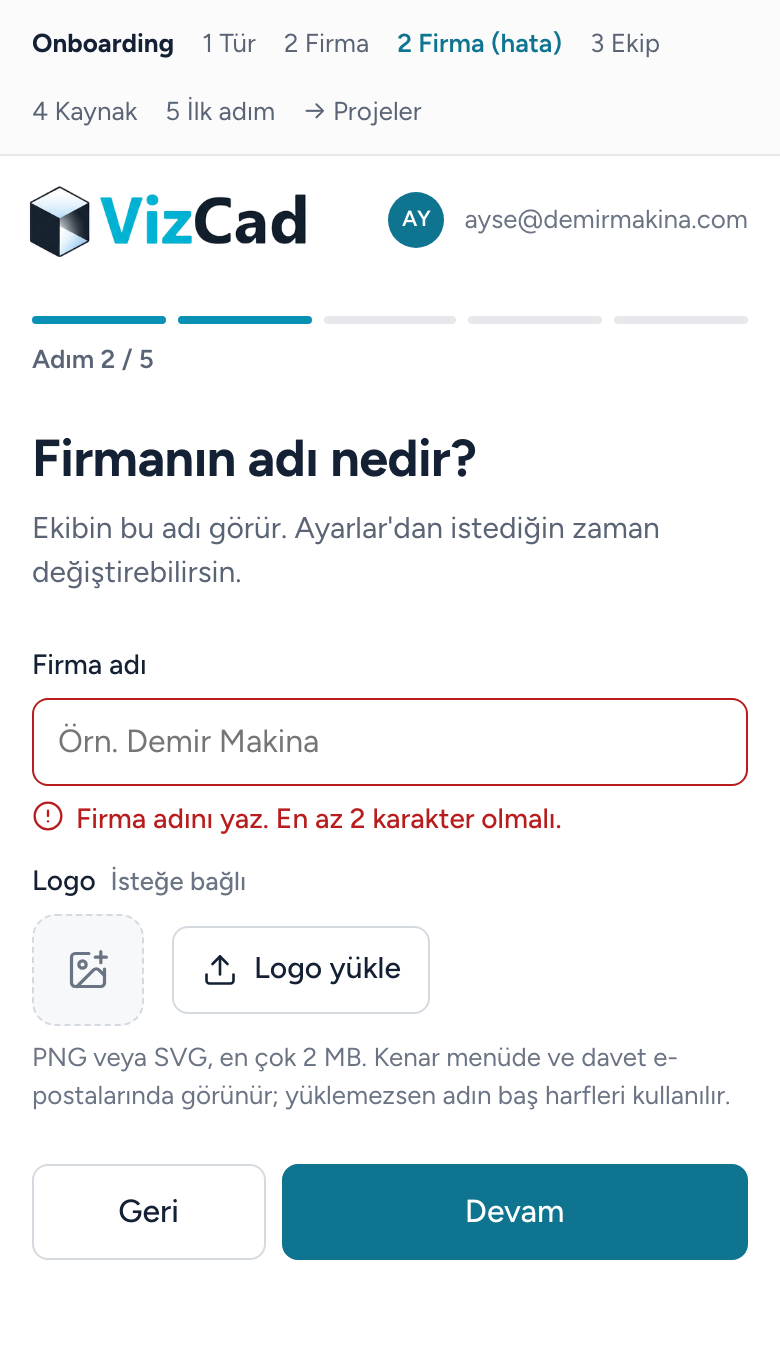 Onboarding 1 Tür 2 Firma 2 Firma (hata) 3 Ekip
4 Kaynak 5 İlk adım → Projeler
VizCad AY ayse@demirmakina.com
Adım 2 / 5
Firmanın adı nedir?
Ekibin bu adı görür. Ayarlar'dan istediğin zaman
değiştirebilirsin.
Firma adı
Örn. Demir Makina
Firma adını yaz. En az 2 karakter olmalı.
Logo İsteğe bağlı
Logo yükle
PNG veya SVG, en çok 2 MB. Kenar menüde ve davet e-
postalarında görünür; yüklemezsen adın baş harfleri kullanılır.
Geri Devam